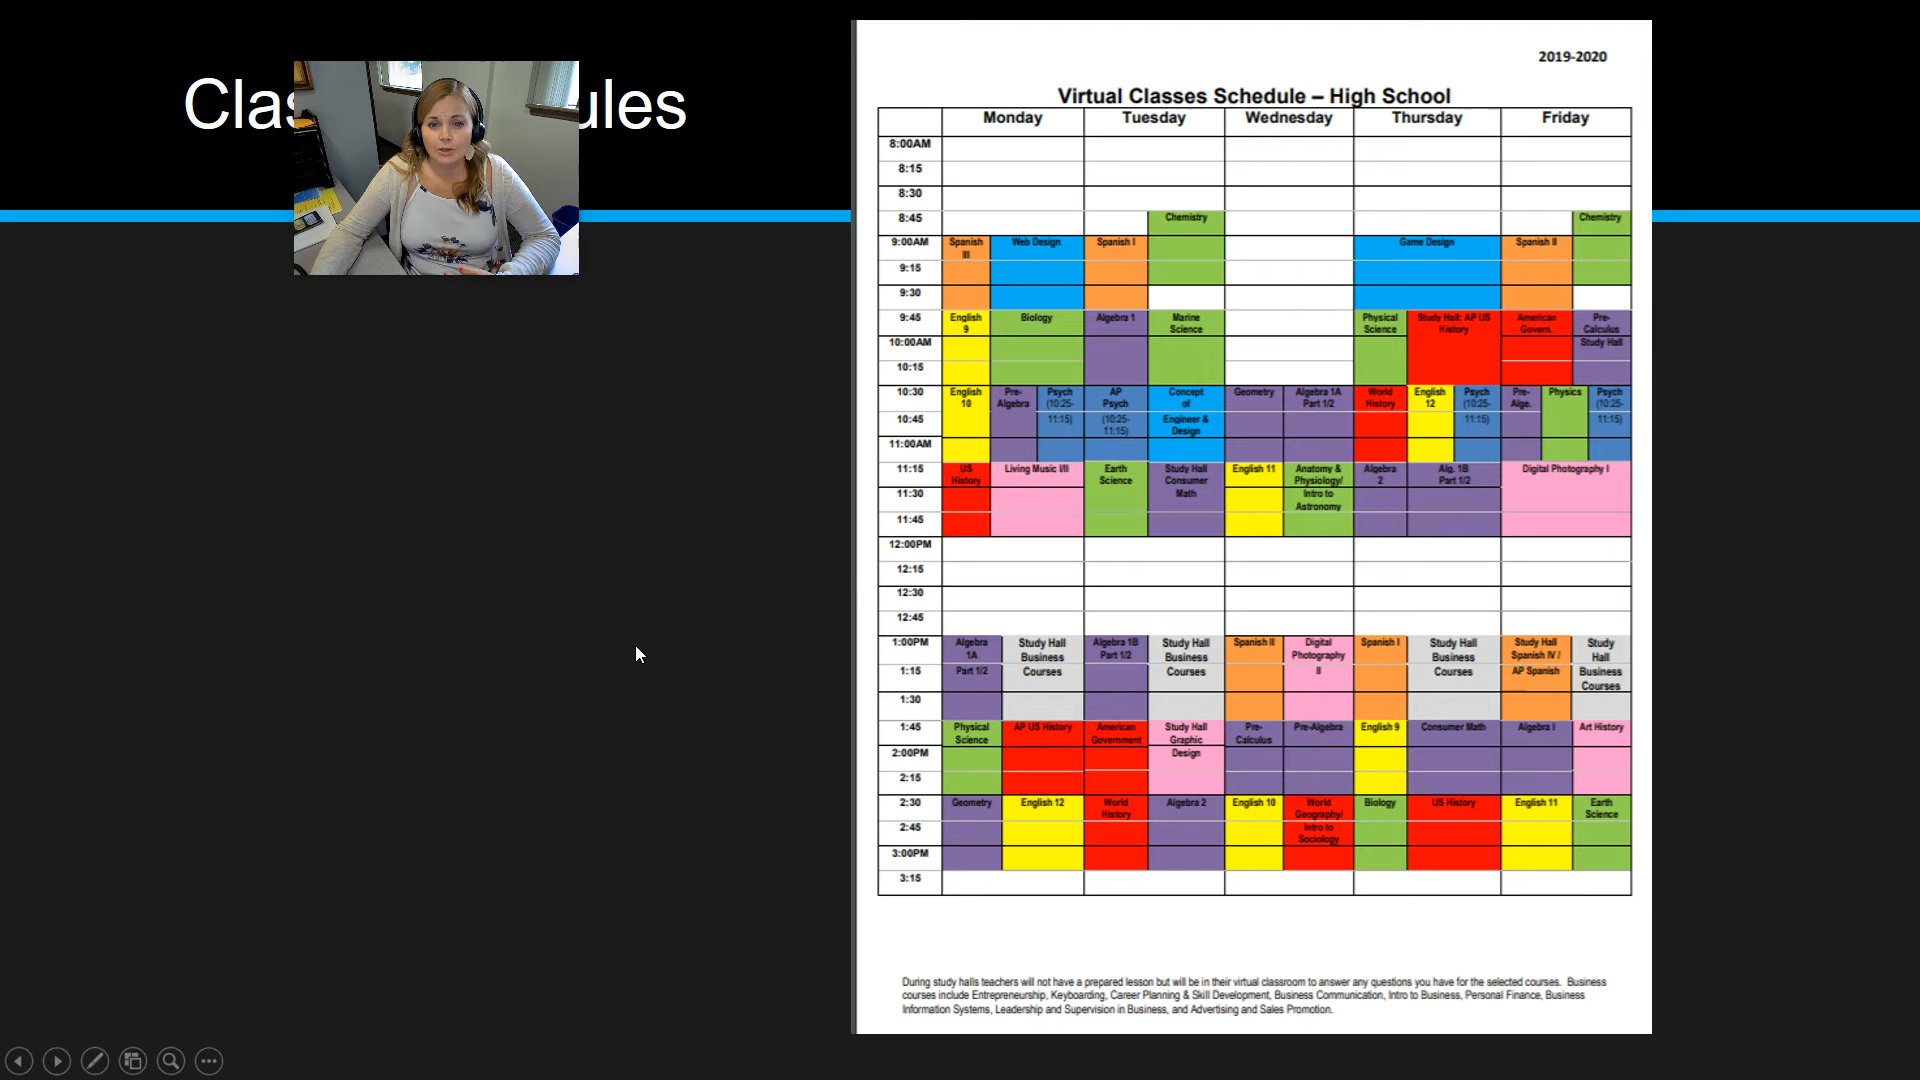 Clas ules
2019-2020
Virtual Classes Schedule – High School
Monday Tuesday Wednesday Thursday Friday
8:00AM
8:15
8:30
8:45 Chemistry Chemistry
9:00AM Spanish Web Design Spanish I Game Design Spanish II
III
9:15
9:30
9:45 English Biology Algebra 1 Marine Physical Study Hall: AP US American Pre-
9 Science Science History Govern. Calculus
10:00AM Study Hall
10:15
10:30 English Pre- Psych AP Concept Geometry Algebra 1A World English Psych Pre- Physics Psych
10 Algebra (10:25- Psych of Part 1/2 History 12 (10:25- Alge. (10:25-
10:45 11:15) (10:25- Engineer & 11:15) 11:15)
11:15) Design
11:00AM
11:15 US Living Music I/II Earth Study Hall English 11 Anatomy & Algebra Alg. 1B Digital Photography I
History Science Consumer Physiology/ 2 Part 1/2
11:30 Math Intro to
Astronomy
11:45
12:00PM
12:15
12:30
12:45
1:00PM Algebra Study Hall Algebra 1B Study Hall Spanish II Digital Spanish I Study Hall Study Hall Study
1A Business Part 1/2 Business Photography Business Spanish IV / Hall
1:15 Part 1/2 Courses Courses II Courses AP Spanish Business
1:30 Courses
1:45 Physical AP US History American Study Hall Pre- Pre-Algebra English 9 Consumer Math Algebra I Art History
Science Government Graphic Calculus
2:00PM Design
2:15
2:30 Geometry English 12 World Algebra 2 English 10 World Biology US History English 11 Earth
History Geography/ Science
2:45 Intro to
Sociology
3:00PM
3:15
During study halls teachers will not have a prepared lesson but will be in their virtual classroom to answer any questions you have for the selected courses. Business
courses include Entrepreneurship, Keyboarding, Career Planning & Skill Development, Business Communication, Intro to Business, Personal Finance, Business
Information Systems, Leadership and Supervision in Business, and Advertising and Sales Promotion.